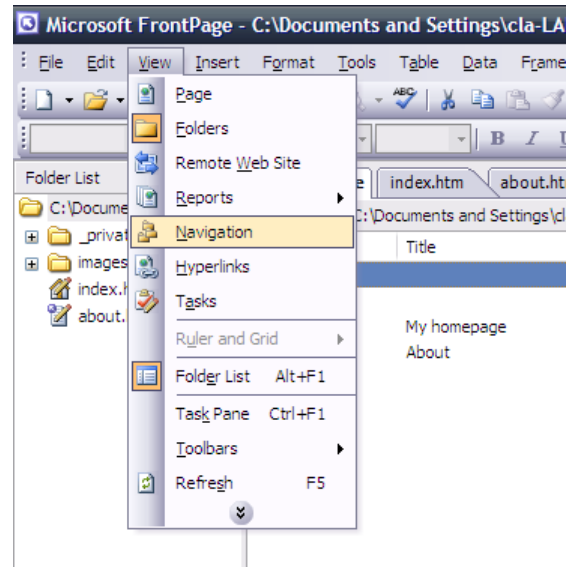 Microsoft FrontPage - C:\Documents and Settings\cla-LA
File Edit View Insert Format Tools Table Data Frame
ABC
B I U
Folder List
index.htm about.ht
C:\Docume
C:\Documents and Settings\cl
_privat
images
index.h
about.
Title
My homepage
About
Page
Folders
Remote Web Site
Reports
Navigation
Hyperlinks
Tasks
Ruler and Grid
Folder List Alt+F1
Task Pane Ctrl+F1
Toolbars
Refresh F5